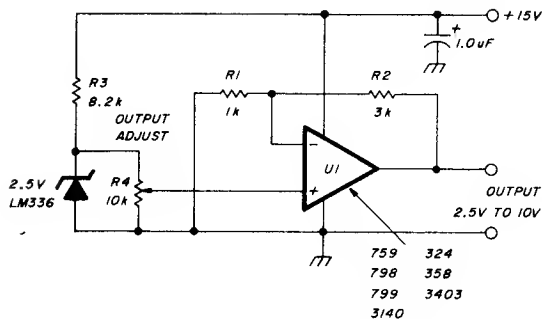 +15V
+
1.0uF
R3
8.2k
R1
1k
R2
3k
OUTPUT
ADJUST
2.5V
LM336
R4
10k
−
U1
+
OUTPUT
2.5V TO 10V
759 324
798 358
799 3403
3140